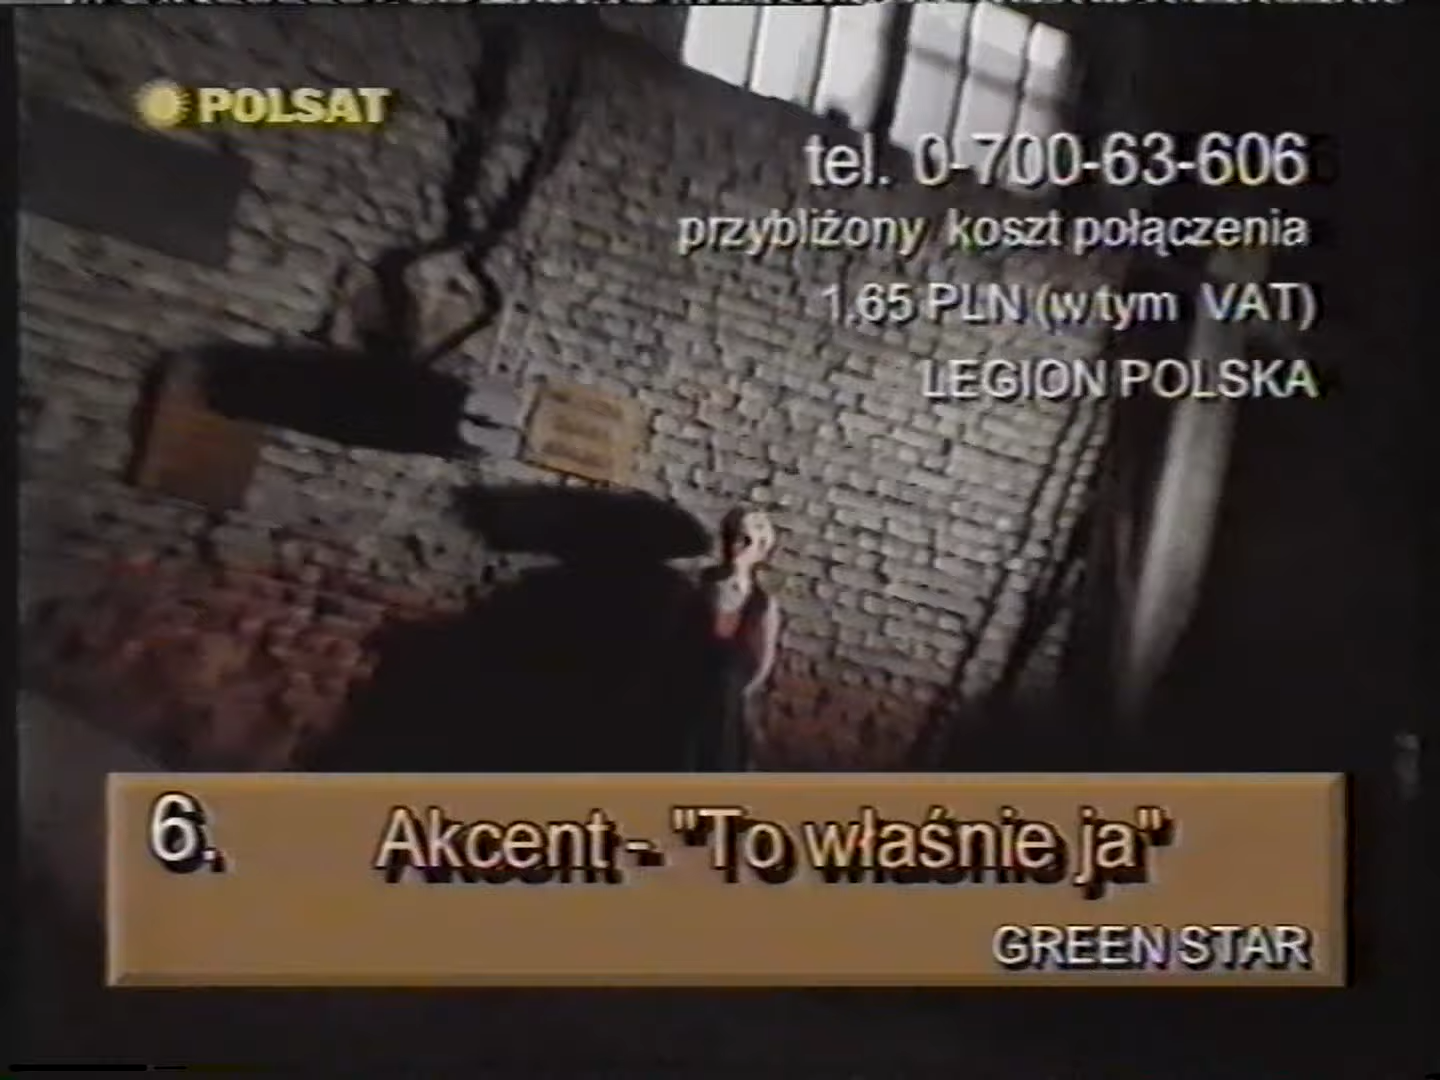 POLSAT
tel. 0-700-63-606
przybliżony koszt połączenia
1.65 PLN (w tym VAT)
LEGION POLSKA
6. Akcent - "To właśnie ja"
GREEN STAR